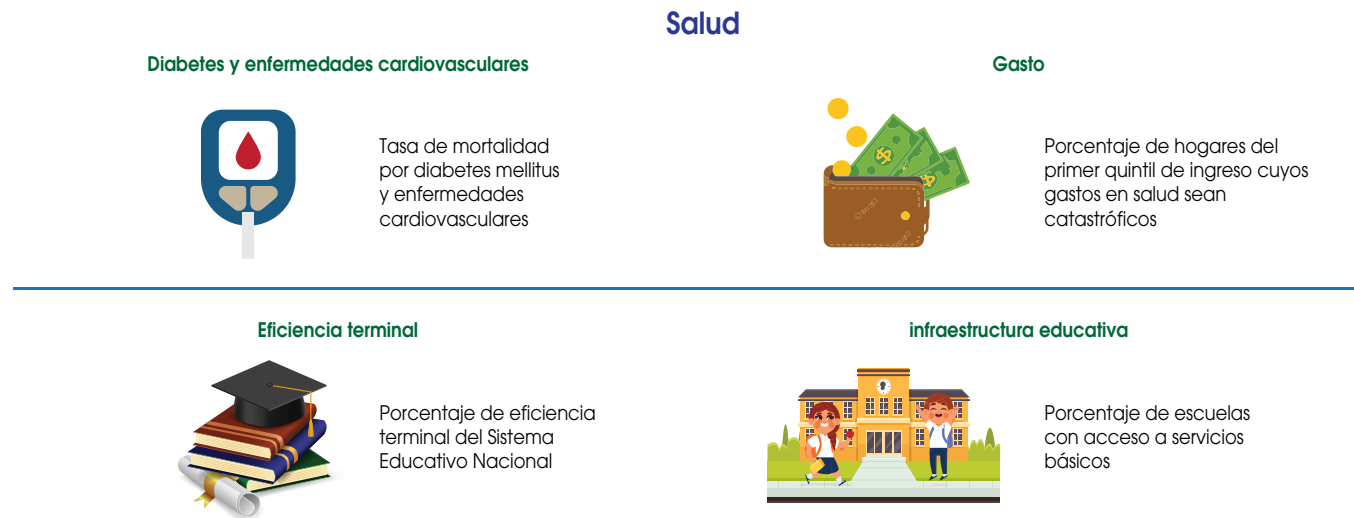 Salud
Diabetes y enfermedades cardiovasculares
Tasa de mortalidad
por diabetes mellitus
y enfermedades
cardiovasculares
Gasto
Porcentaje de hogares del
primer quintil de ingreso cuyos
gastos en salud sean
catastróficos
Eficiencia terminal
Porcentaje de eficiencia
terminal del Sistema
Educativo Nacional
infraestructura educativa
Porcentaje de escuelas
con acceso a servicios
básicos